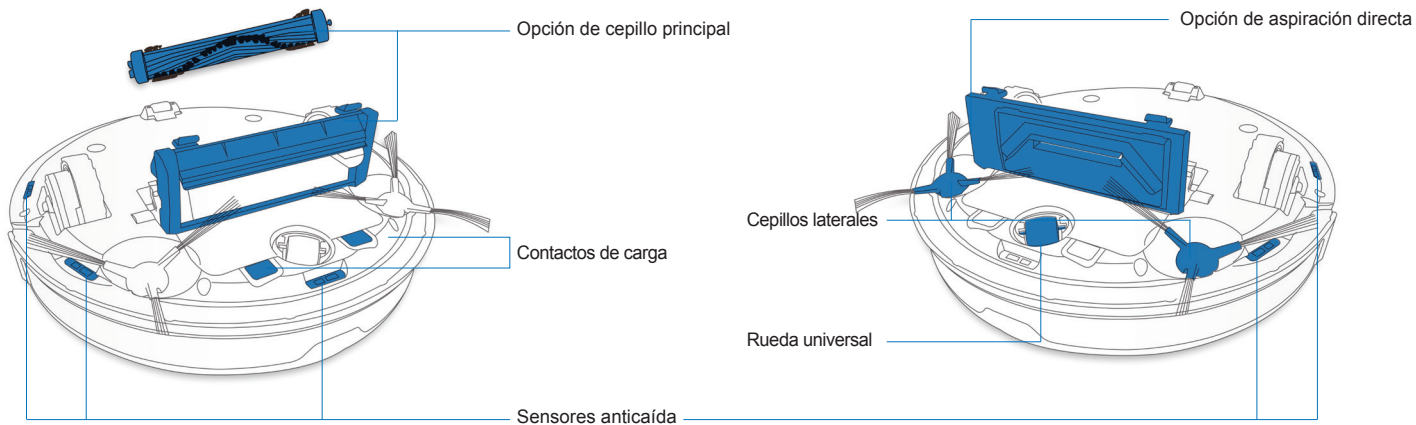 Opción de cepillo principal
Opción de aspiración directa
Cepillos laterales
Contactos de carga
Rueda universal
Sensores anticaída